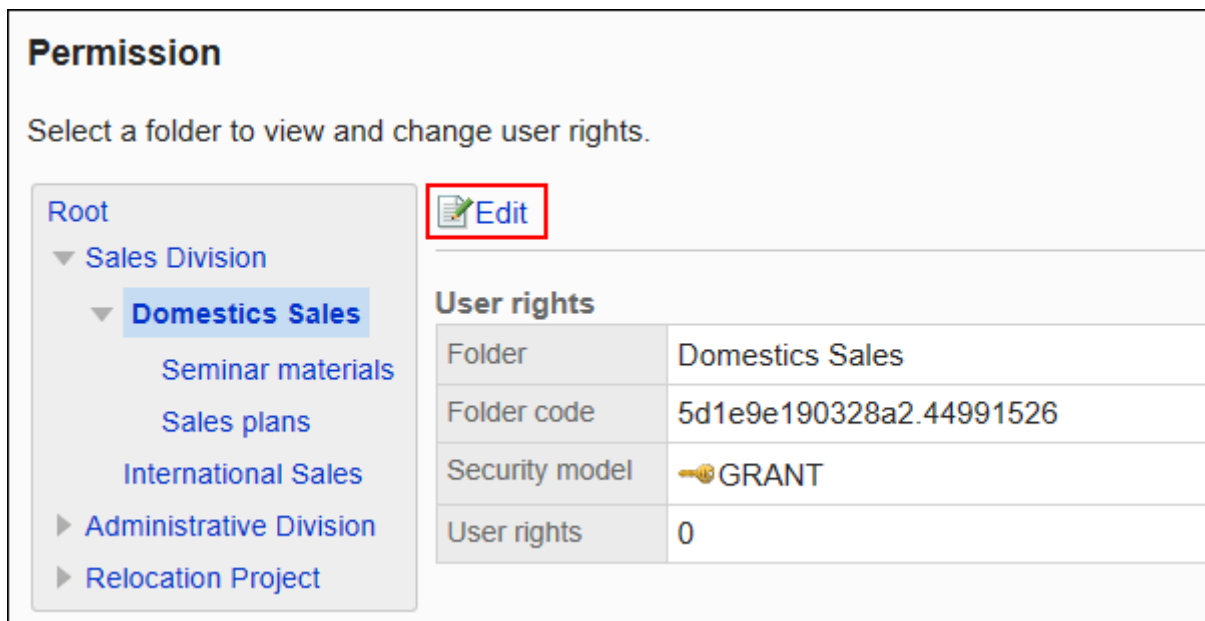 Permission
Select a folder to view and change user rights.
Root
Sales Division
Domestics Sales
Seminar materials
Sales plans
International Sales
Administrative Division
Relocation Project
Edit
User rights
Folder Domestics Sales
Folder code 5d1e9e190328a2.44991526
Security model GRANT
User rights 0